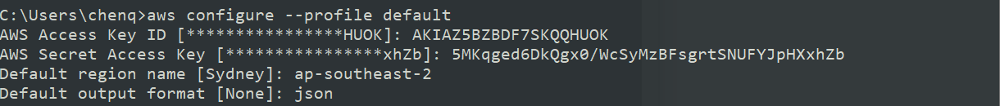 C:\Users\chenq>aws configure --profile default
AWS Access Key ID [****************HUOK]: AKIAZ5BZBDF7SKQQHUOK
AWS Secret Access Key [****************xhZb]: 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
Default region name [Sydney]: ap-southeast-2
Default output format [None]: json